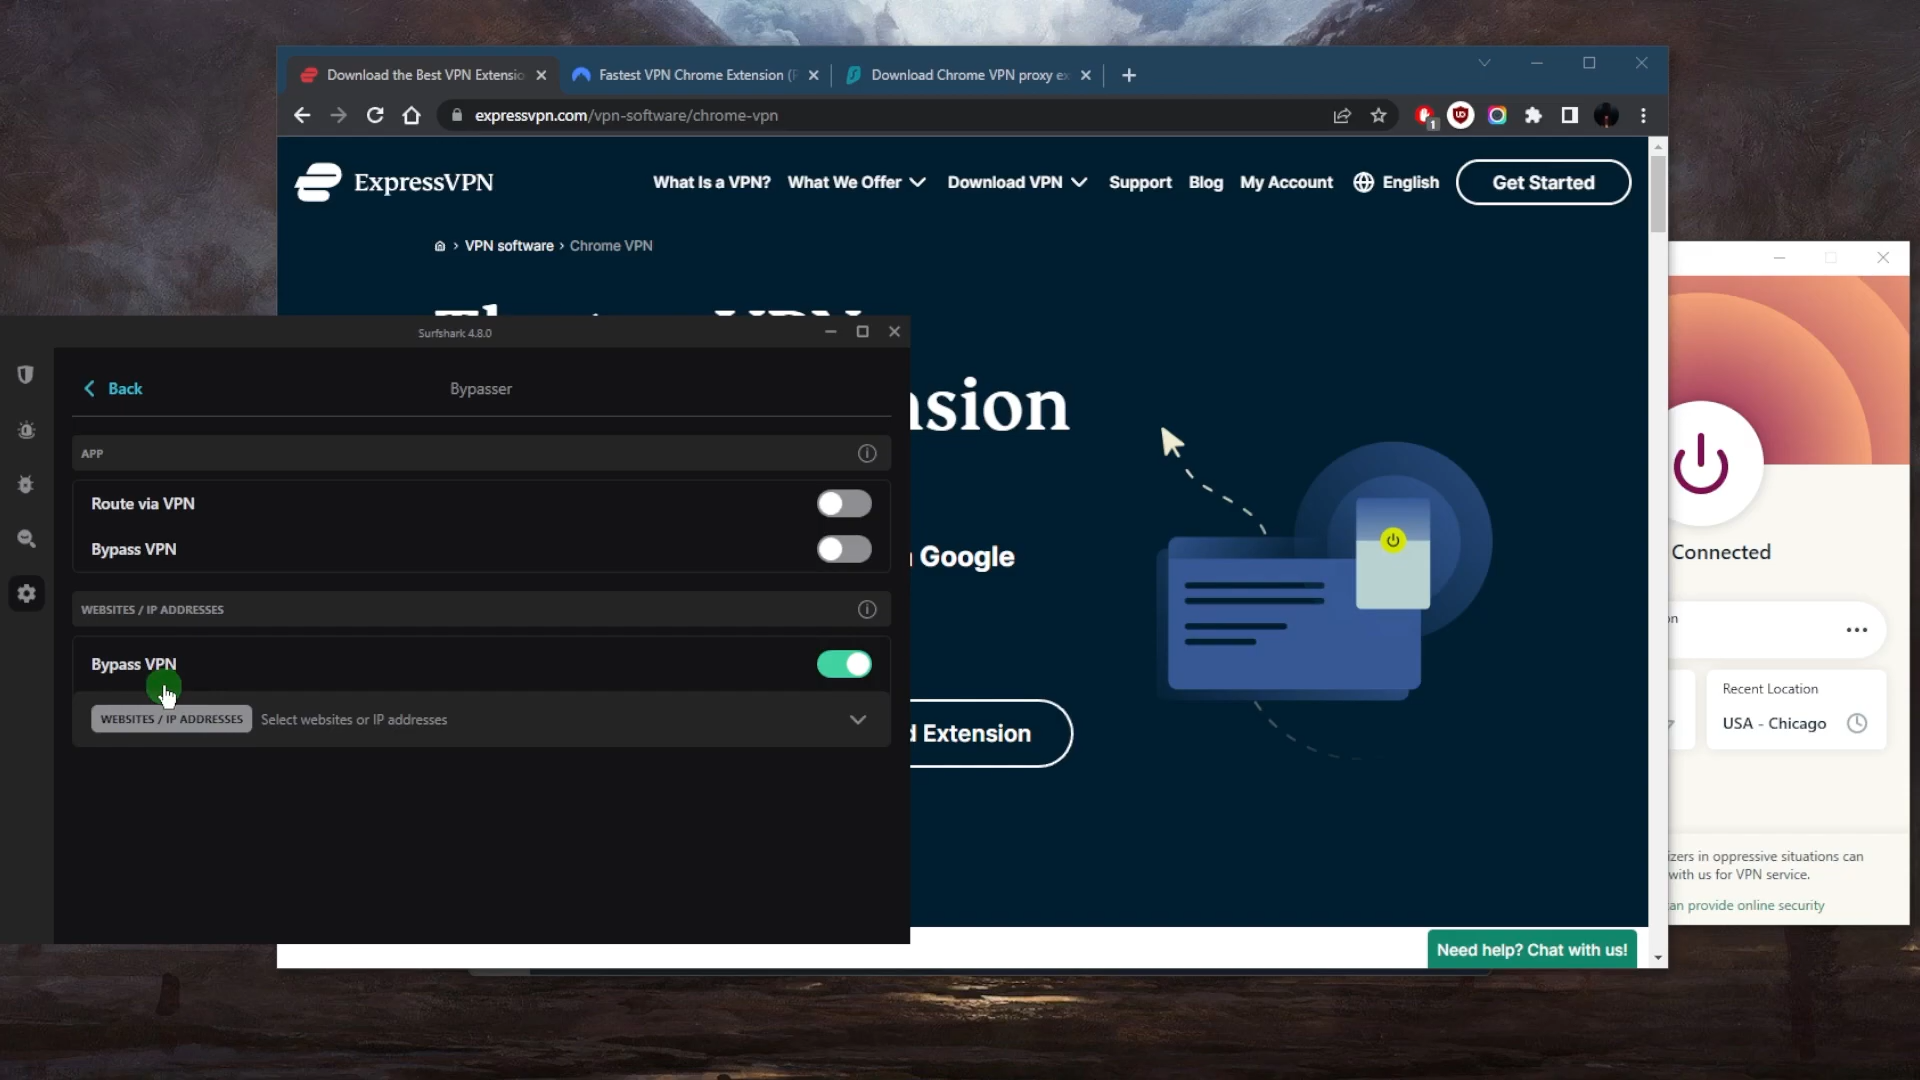 Download the Best VPN Extensio
Fastest VPN Chrome Extension (F
Download Chrome VPN proxy ex
expressvpn.com/vpn-software/chrome-vpn
1
ExpressVPN
What Is a VPN?
What We Offer
Download VPN
Support
Blog
My Account
English
Get Started
VPN software › Chrome VPN
Surfshark 4.8.0
Back
Bypasser
nsion
APP
Route via VPN
Bypass VPN
Google
Connected
WEBSITES / IP ADDRESSES
on
Bypass VPN
Recent Location
WEBSITES / IP ADDRESSES
Select websites or IP addresses
d Extension
USA - Chicago
izers in oppressive situations can
with us for VPN service.
an provide online security
Need help? Chat with us!